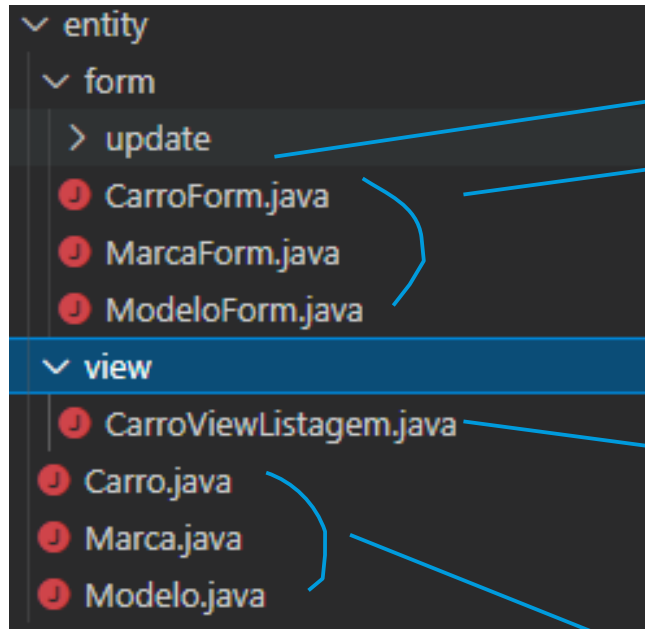 entity
form
update
J CarroForm.java
J MarcaForm.java
J ModeloForm.java
view
J CarroViewListagem.java
J Carro.java
J Marca.java
J Modelo.java